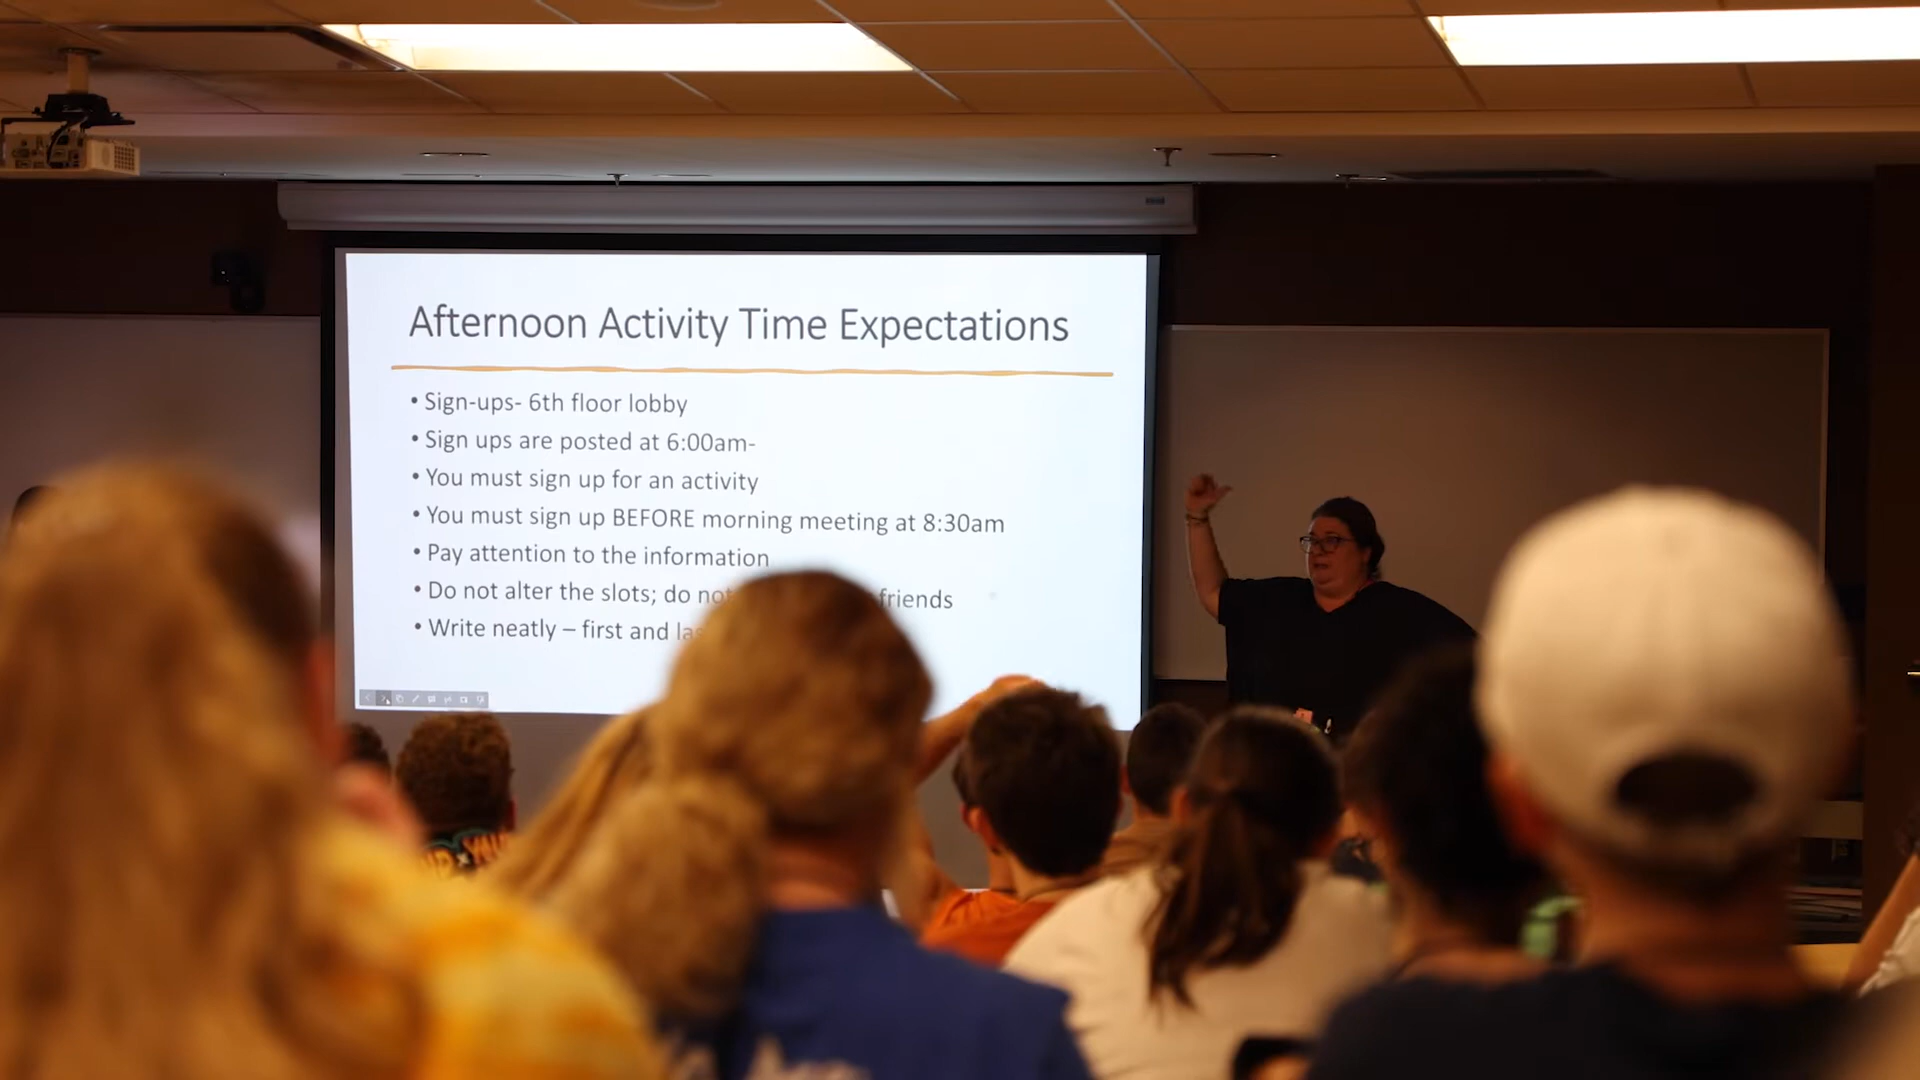 Afternoon Activity Time Expectations
• Sign-ups- 6th floor lobby
• Sign ups are posted at 6:00am-
• You must sign up for an activity
• You must sign up BEFORE morning meeting at 8:30am
• Pay attention to the information
• Do not alter the slots; do not friends
• Write neatly – first and